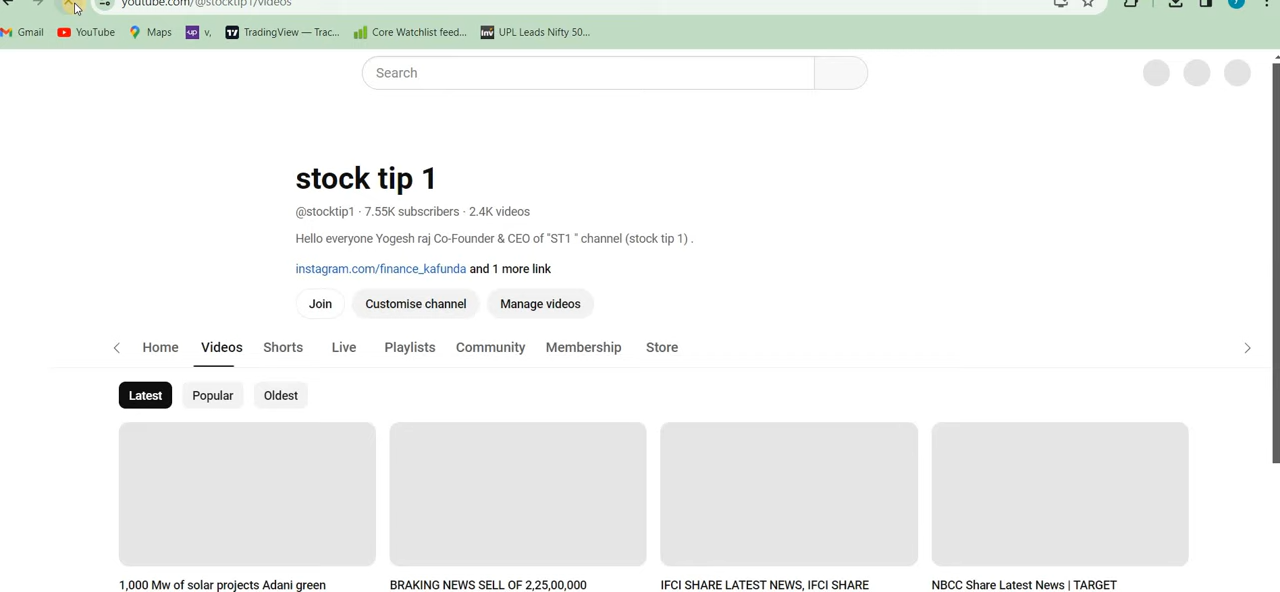 youtube.com/@stocktip1/videos
Gmail YouTube Maps up v, TradingView — Trac... Core Watchlist feed... Inv UPL Leads Nifty 50...
Search
stock tip 1
@stocktip1 · 7.55K subscribers · 2.4K videos
Hello everyone Yogesh raj Co-Founder & CEO of "ST1 " channel (stock tip 1) .
instagram.com/finance_kafunda and 1 more link
Join Customise channel Manage videos
Home Videos Shorts Live Playlists Community Membership Store
Latest Popular Oldest
1,000 Mw of solar projects Adani green BRAKING NEWS SELL OF 2,25,00,000 IFCI SHARE LATEST NEWS, IFCI SHARE NBCC Share Latest News | TARGET